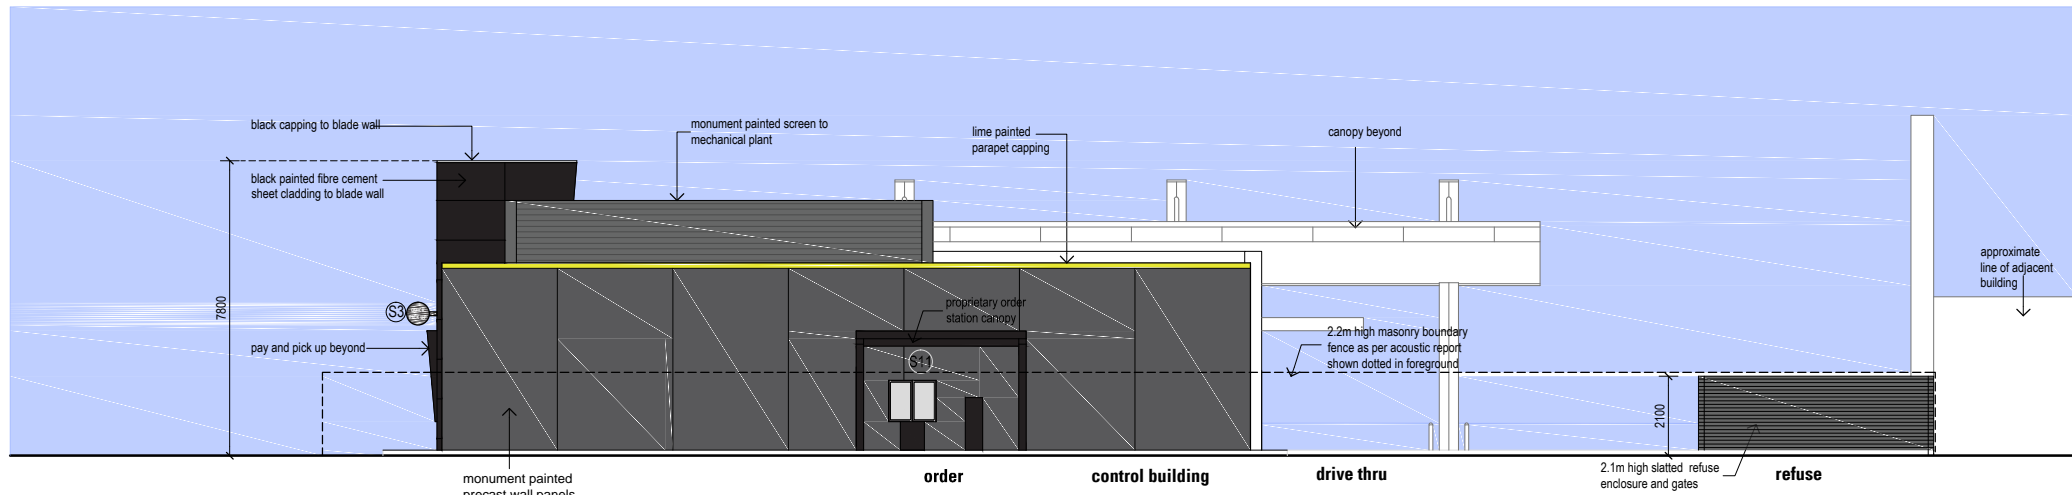 black capping to blade wall
monument painted screen to
mechanical plant
lime painted
parapet capping
canopy beyond
black painted fibre cement
sheet cladding to blade wall
approximate
line of adjacent
building
7800
S3
proprietary order
station canopy
pay and pick up beyond
S11
2.2m high masonry boundary
fence as per acoustic report
shown dotted in foreground
2100
order
control building
drive thru
2.1m high slatted refuse
enclosure and gates
refuse
monument painted
precast wall panels